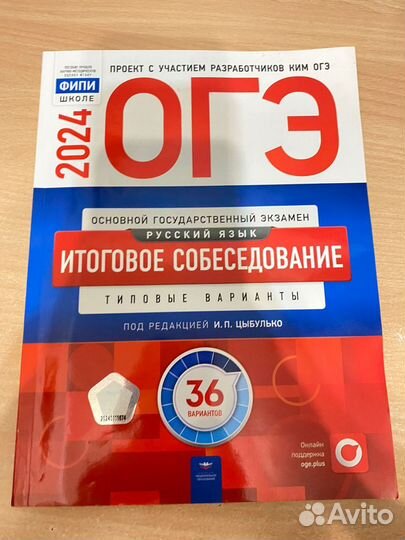 ПРОЕКТ С УЧАСТИЕМ РАЗРАБОТЧИКОВ КИМ ОГЭ
ФИПИ
ШКОЛЕ
2024
ОГЭ
ОСНОВНОЙ ГОСУДАРСТВЕННЫЙ ЭКЗАМЕН
РУССКИЙ ЯЗЫК
ИТОГОВОЕ СОБЕСЕДОВАНИЕ
ТИПОВЫЕ ВАРИАНТЫ
ПОД РЕДАКЦИЕЙ И.П. ЦЫБУЛЬКО
36
ВАРИАНТОВ
Онлайн
поддержка
oge.plus
Avito